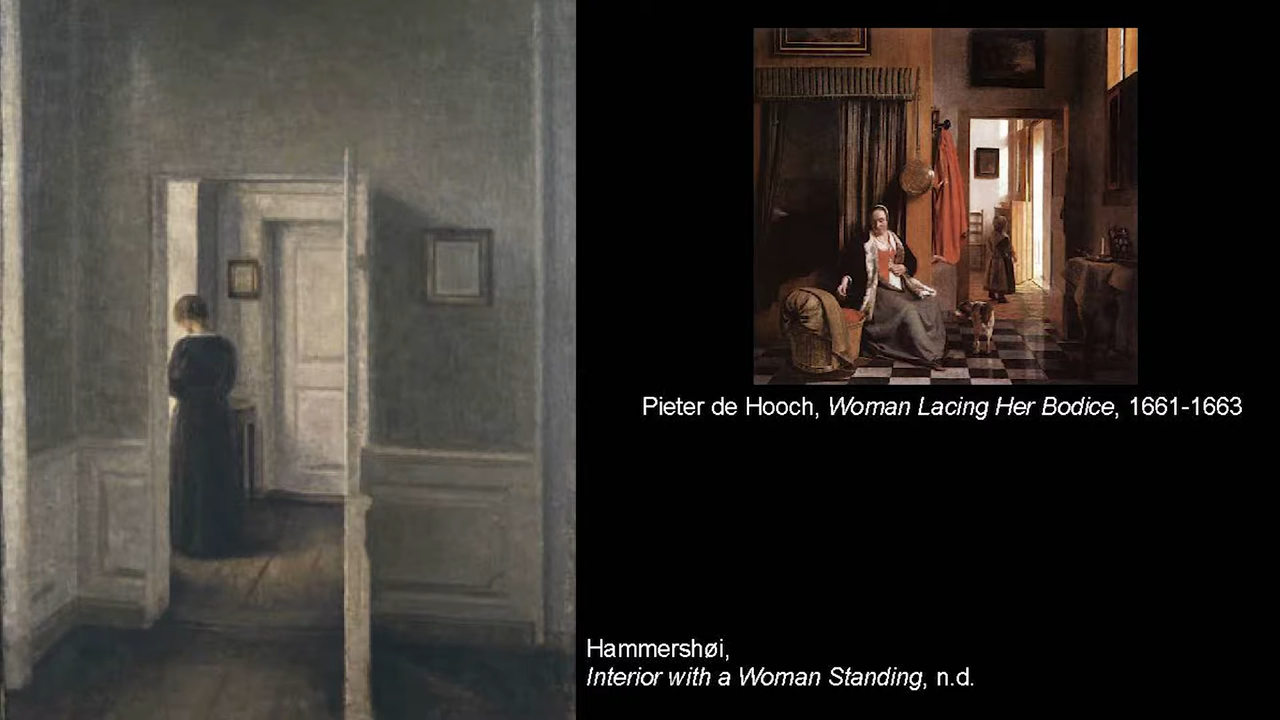 Pieter de Hooch, Woman Lacing Her Bodice, 1661-1663
Hammershøi,
Interior with a Woman Standing, n.d.